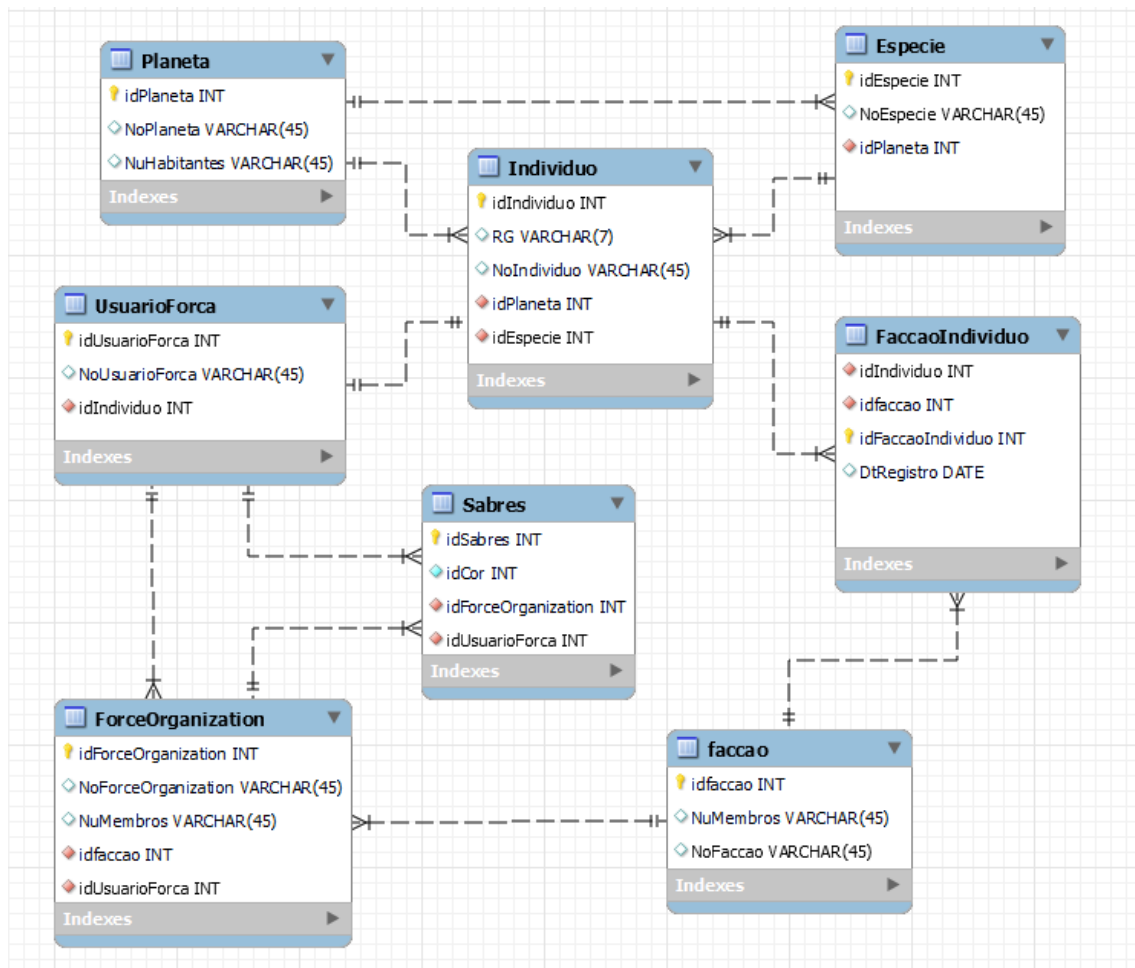 Planeta
idPlaneta INT
NoPlaneta VARCHAR(45)
NuHabitantes VARCHAR(45)
Indexes
Especie
idEspecie INT
NoEspecie VARCHAR(45)
idPlaneta INT
Indexes
Individuo
idIndividuo INT
RG VARCHAR(7)
NoIndividuo VARCHAR(45)
idPlaneta INT
idEspecie INT
Indexes
UsuarioForca
idUsuarioForca INT
NoUsuarioForca VARCHAR(45)
idIndividuo INT
Indexes
FaccaoIndividuo
idIndividuo INT
idfaccao INT
idFaccaoIndividuo INT
DtRegistro DATE
Indexes
Sabres
idSabres INT
idCor INT
idForceOrganization INT
idUsuarioForca INT
Indexes
ForceOrganization
idForceOrganization INT
NoForceOrganization VARCHAR(45)
NuMembros VARCHAR(45)
idfaccao INT
idUsuarioForca INT
Indexes
faccao
idfaccao INT
NuMembros VARCHAR(45)
NoFaccao VARCHAR(45)
Indexes